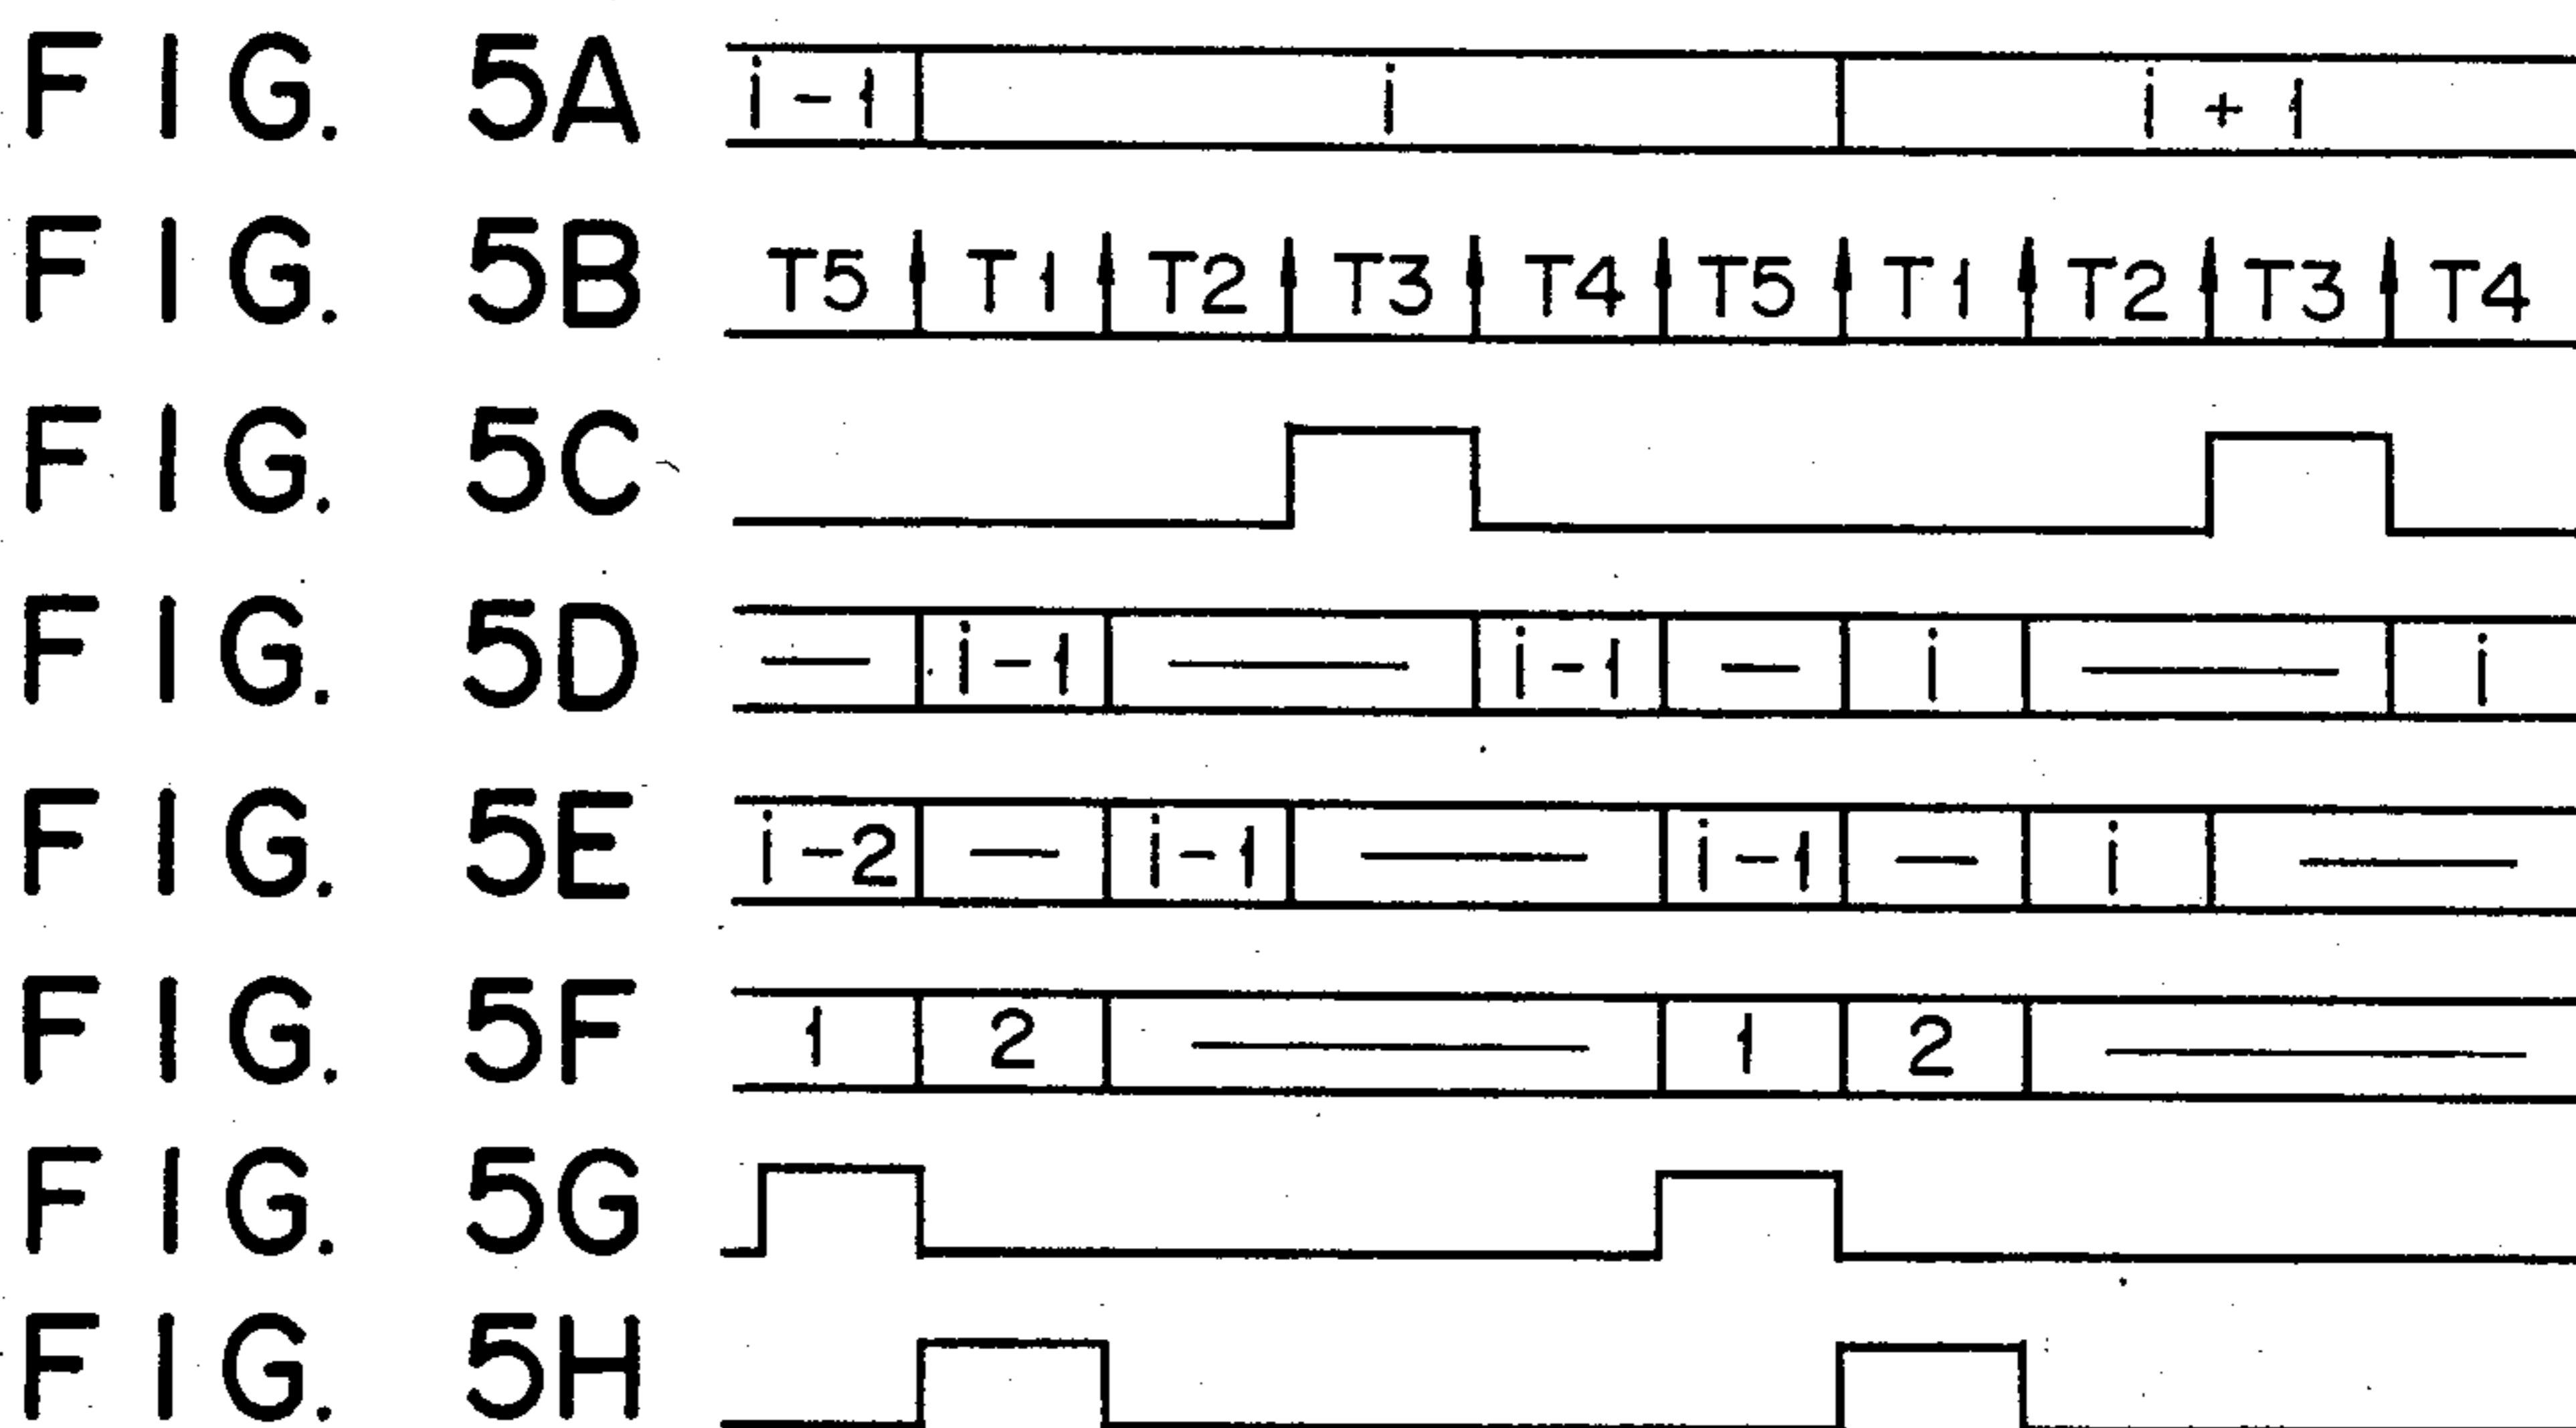 FIG. 5A i-1 i i+1
FIG. 5B T5 T1 T2 T3 T4 T5 T1 T2 T3 T4
FIG. 5C
FIG. 5D — i-1 — i-1 — i — i
FIG. 5E i-2 — i-1 — i-1 — i —
FIG. 5F 1 2 — 1 2 —
FIG. 5G
FIG. 5H